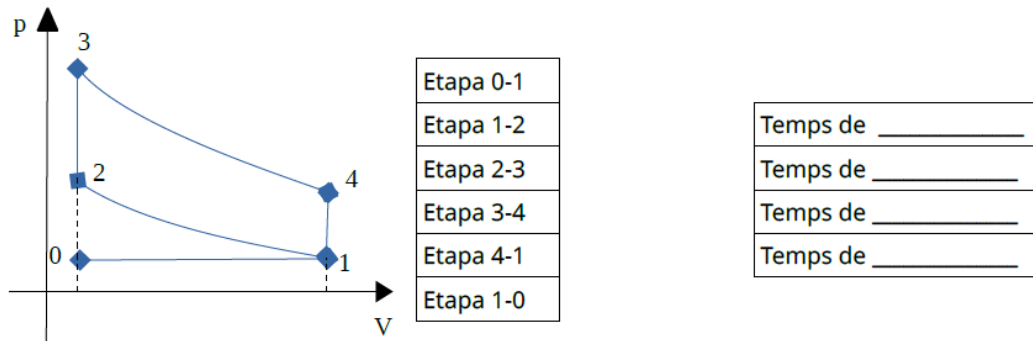 p
3
2
4
0
1
V
Etapa 0-1
Etapa 1-2
Etapa 2-3
Etapa 3-4
Etapa 4-1
Etapa 1-0
Temps de ____________
Temps de ____________
Temps de ____________
Temps de ____________